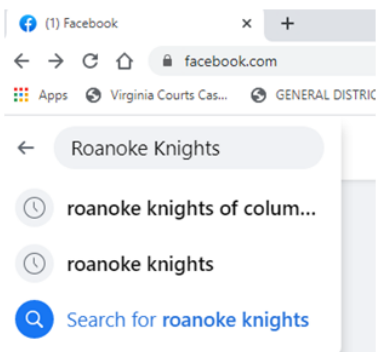 (1) Facebook
facebook.com
Apps Virginia Courts Cas... GENERAL DISTRIC
Roanoke Knights
roanoke knights of colum...
roanoke knights
Search for roanoke knights